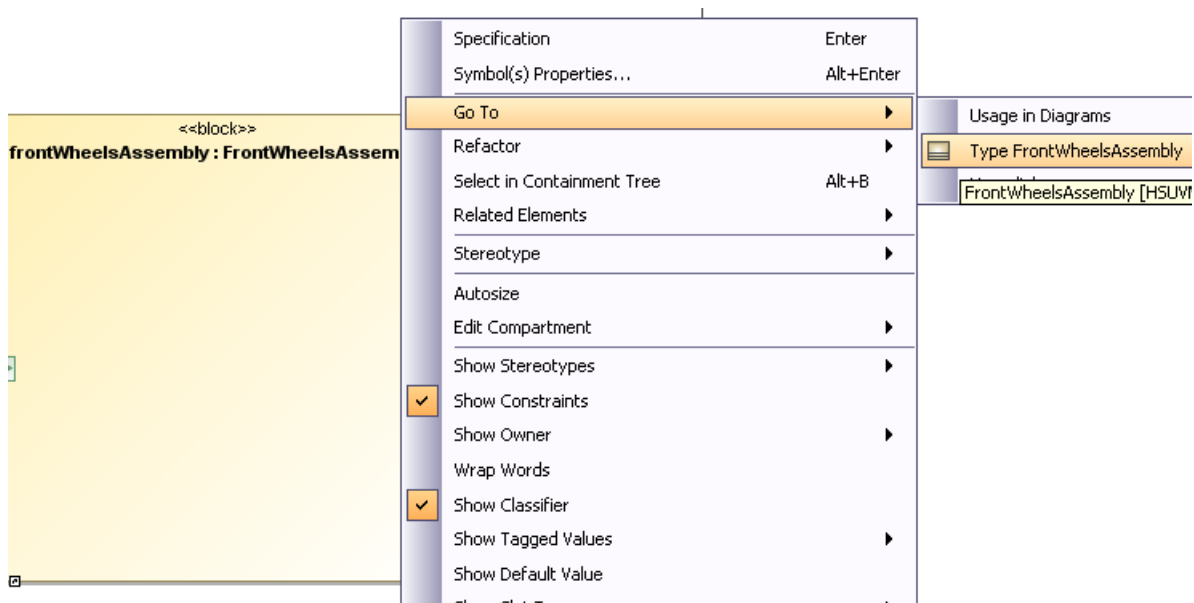 <<block>>
frontWheelsAssembly : FrontWheelsAssem
Specification Enter
Symbol(s) Properties... Alt+Enter
Go To
Refactor
Select in Containment Tree Alt+B
Related Elements
Stereotype
Autosize
Edit Compartment
Show Stereotypes
Show Constraints
Show Owner
Wrap Words
Show Classifier
Show Tagged Values
Show Default Value
Usage in Diagrams
Type FrontWheelsAssembly
FrontWheelsAssembly [HSUV